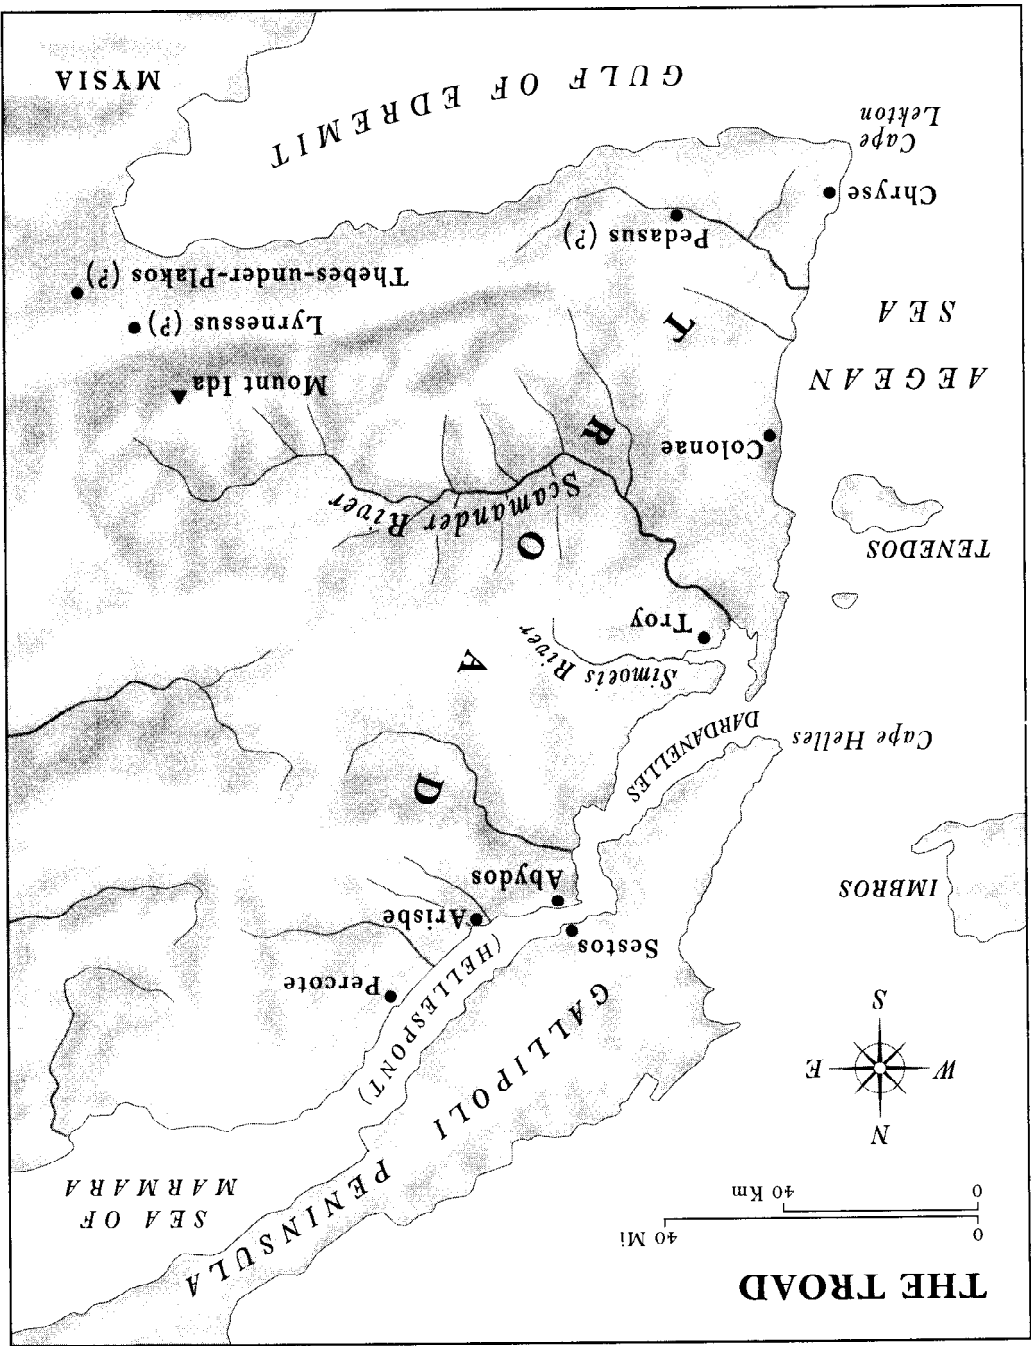 THE TROAD
0 40 Mi
0 40 Km
N
W E
S
SEA OF
MARMARA
GALLIPOLI PENINSULA
(HELLESPONT)
Percote
Sestos
Arisbe
Abydos
IMBROS
Cape Helles
DARDANELLES
Simoeis River
Troy
TENEDOS
Scamander River
TROAD
Colonae
Mount Ida
AEGEAN
SEA
Lyrnessus (?)
Thebes-under-Plakos (?)
Pedasus (?)
Chryse
Cape
Lekton
GULF OF EDREMIT
MYSIA